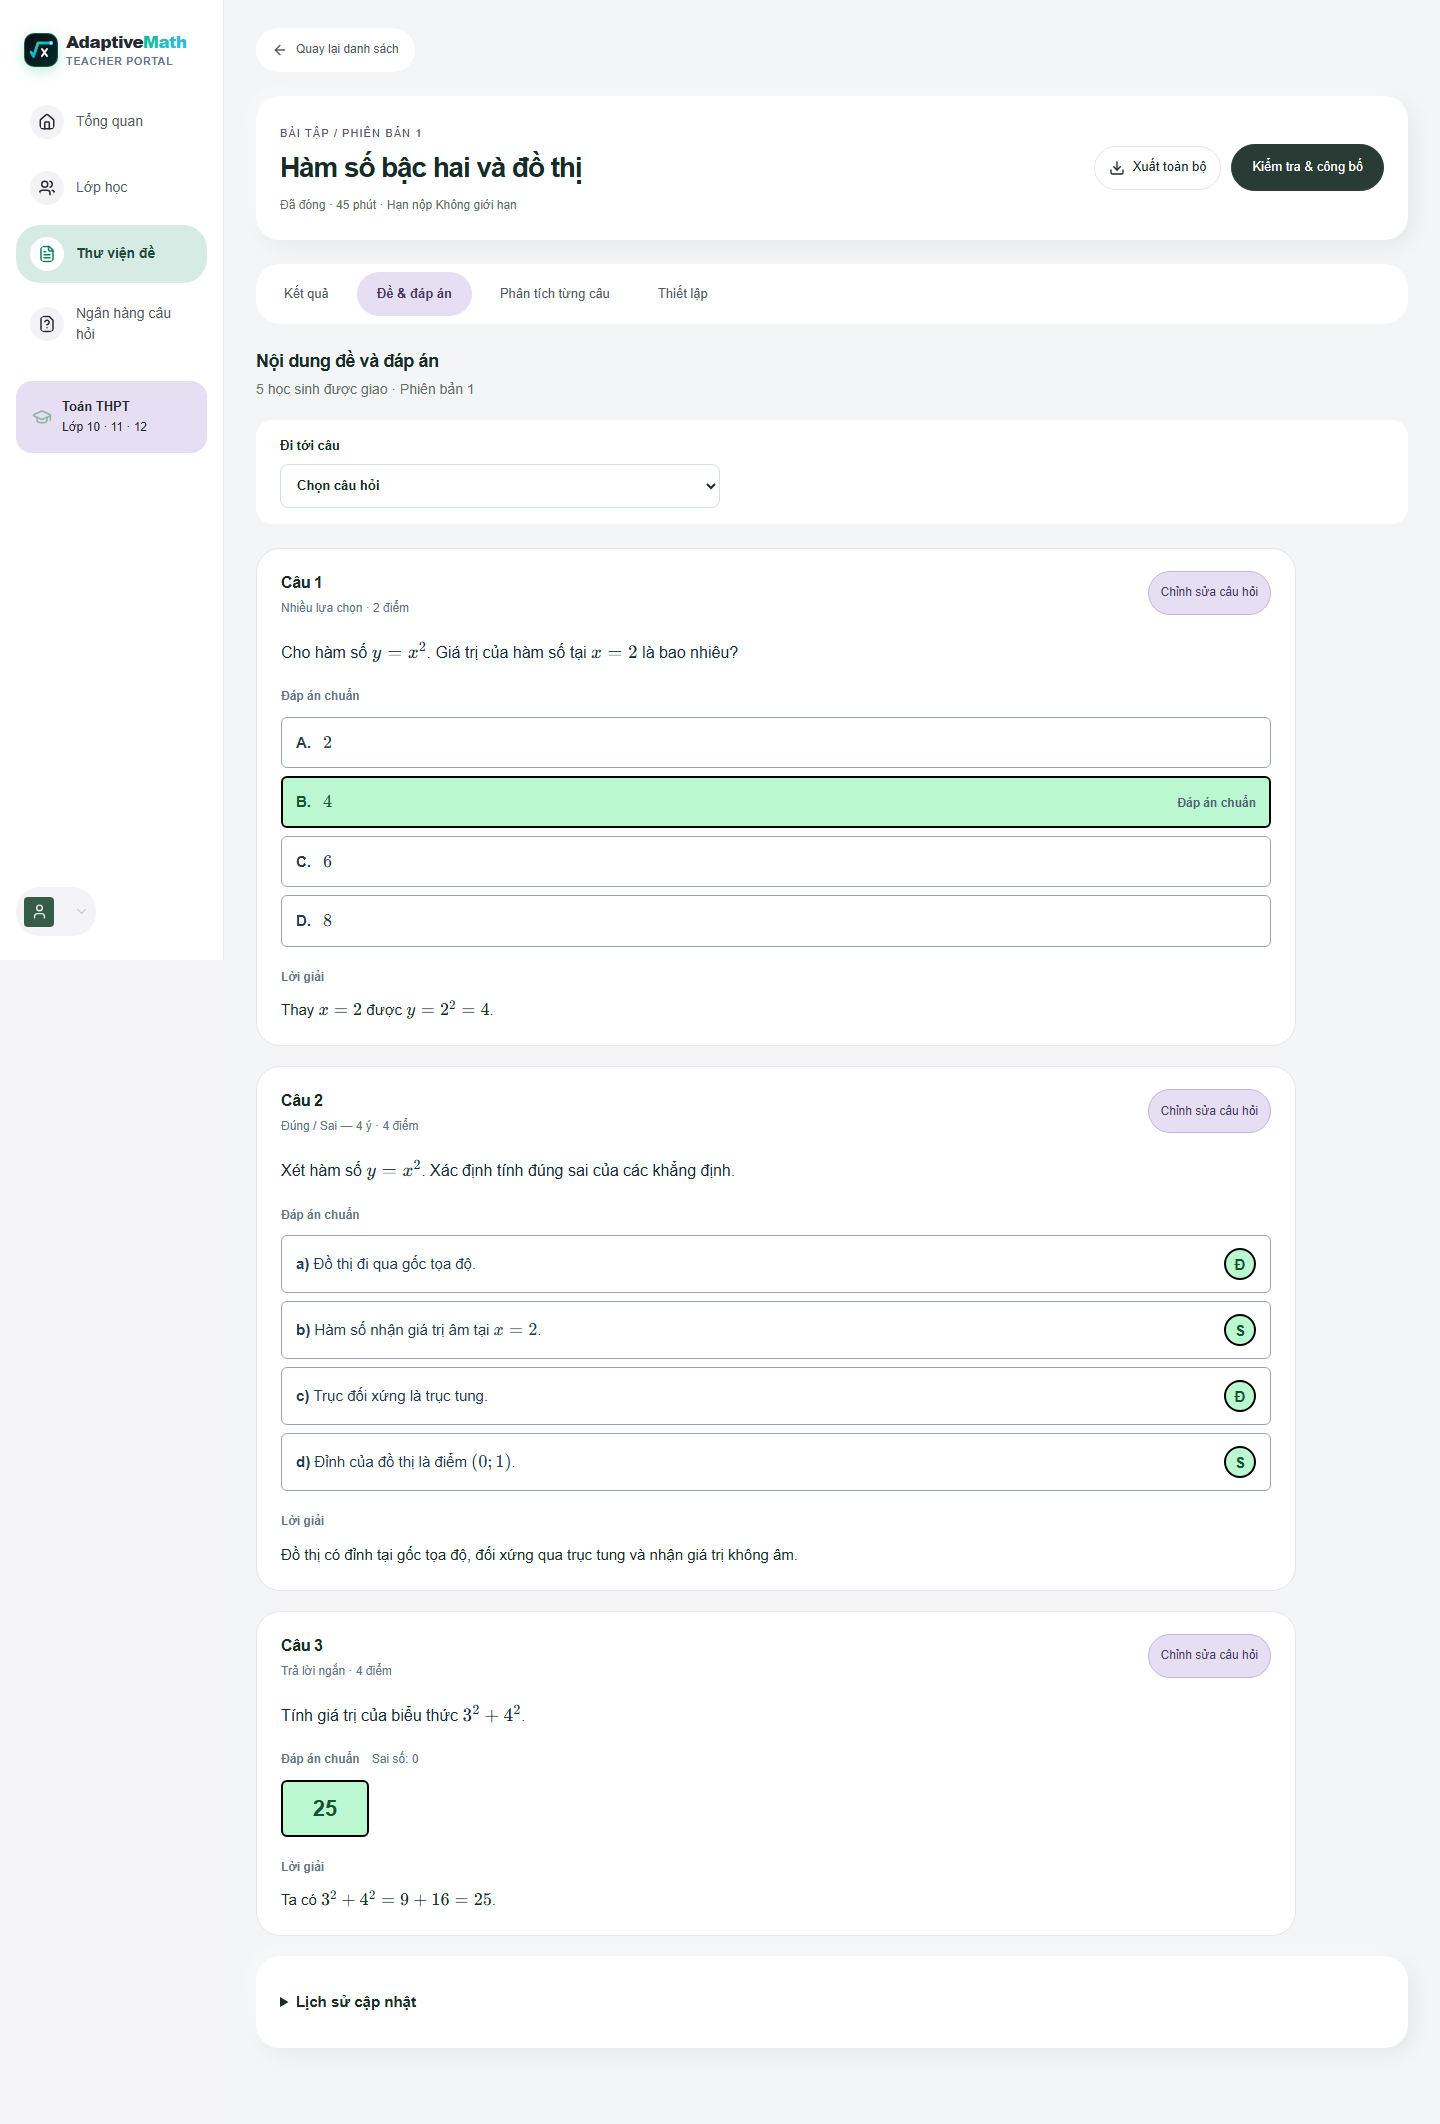 AdaptiveMath
TEACHER PORTAL
Tổng quan
Lớp học
Thư viện đề
Ngân hàng câu
hỏi
Toán THPT
Lớp 10 · 11 · 12
Quay lại danh sách
BÀI TẬP / PHIÊN BẢN 1
Hàm số bậc hai và đồ thị
Đã đóng · 45 phút · Hạn nộp Không giới hạn
Xuất toàn bộ
Kiểm tra & công bố
Kết quả
Đề & đáp án
Phân tích từng câu
Thiết lập
Nội dung đề và đáp án
5 học sinh được giao · Phiên bản 1
Đi tới câu
Chọn câu hỏi
Câu 1
Nhiều lựa chọn · 2 điểm
Chỉnh sửa câu hỏi
Cho hàm số y = x². Giá trị của hàm số tại x = 2 là bao nhiêu?
Đáp án chuẩn
A. 2
B. 4 Đáp án chuẩn
C. 6
D. 8
Lời giải
Thay x = 2 được y = 2² = 4.
Câu 2
Đúng / Sai — 4 ý · 4 điểm
Chỉnh sửa câu hỏi
Xét hàm số y = x². Xác định tính đúng sai của các khẳng định.
Đáp án chuẩn
a) Đồ thị đi qua gốc tọa độ. Đ
b) Hàm số nhận giá trị âm tại x = 2. S
c) Trục đối xứng là trục tung. Đ
d) Đỉnh của đồ thị là điểm (0; 1). S
Lời giải
Đồ thị có đỉnh tại gốc tọa độ, đối xứng qua trục tung và nhận giá trị không âm.
Câu 3
Trả lời ngắn · 4 điểm
Chỉnh sửa câu hỏi
Tính giá trị của biểu thức 3² + 4².
Đáp án chuẩn Sai số: 0
25
Lời giải
Ta có 3² + 4² = 9 + 16 = 25.
Lịch sử cập nhật